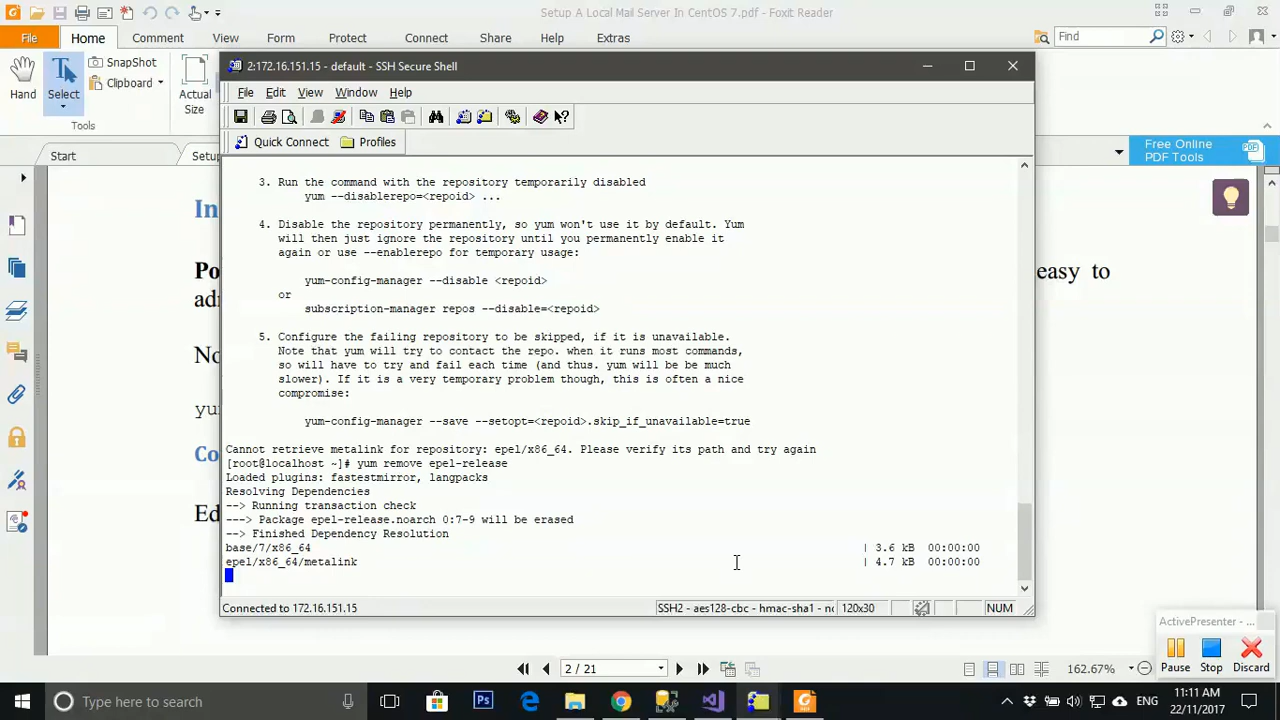 Setup A Local Mail Server In CentOS 7.pdf - Foxit Reader
File Home Comment View Form Protect Connect Share Help Extras
Find
Hand
Select
SnapShot
Clipboard
Actual
Size
Tools
Start
Setup
Free Online
PDF Tools
2:172.16.151.15 - default - SSH Secure Shell
File Edit View Window Help
Quick Connect Profiles
3. Run the command with the repository temporarily disabled
yum --disablerepo=<repoid> ...
4. Disable the repository permanently, so yum won't use it by default. Yum
will then just ignore the repository until you permanently enable it
again or use --enablerepo for temporary usage:
yum-config-manager --disable <repoid>
or
subscription-manager repos --disable=<repoid>
5. Configure the failing repository to be skipped, if it is unavailable.
Note that yum will try to contact the repo. when it runs most commands,
so will have to try and fail each time (and thus. yum will be be much
slower). If it is a very temporary problem though, this is often a nice
compromise:
yum-config-manager --save --setopt=<repoid>.skip_if_unavailable=true
Cannot retrieve metalink for repository: epel/x86_64. Please verify its path and try again
[root@localhost ~]# yum remove epel-release
Loaded plugins: fastestmirror, langpacks
Resolving Dependencies
--> Running transaction check
---> Package epel-release.noarch 0:7-9 will be erased
--> Finished Dependency Resolution
base/7/x86_64 | 3.6 kB 00:00:00
epel/x86_64/metalink | 4.7 kB 00:00:00
Connected to 172.16.151.15 SSH2 - aes128-cbc - hmac-sha1 - no 120x30 NUM
In
Po
easy to
adr
No
yu
Co
Ed
ActivePresenter - ...
Pause Stop Discard
2 / 21
162.67%
Type here to search
ENG
11:11 AM
22/11/2017